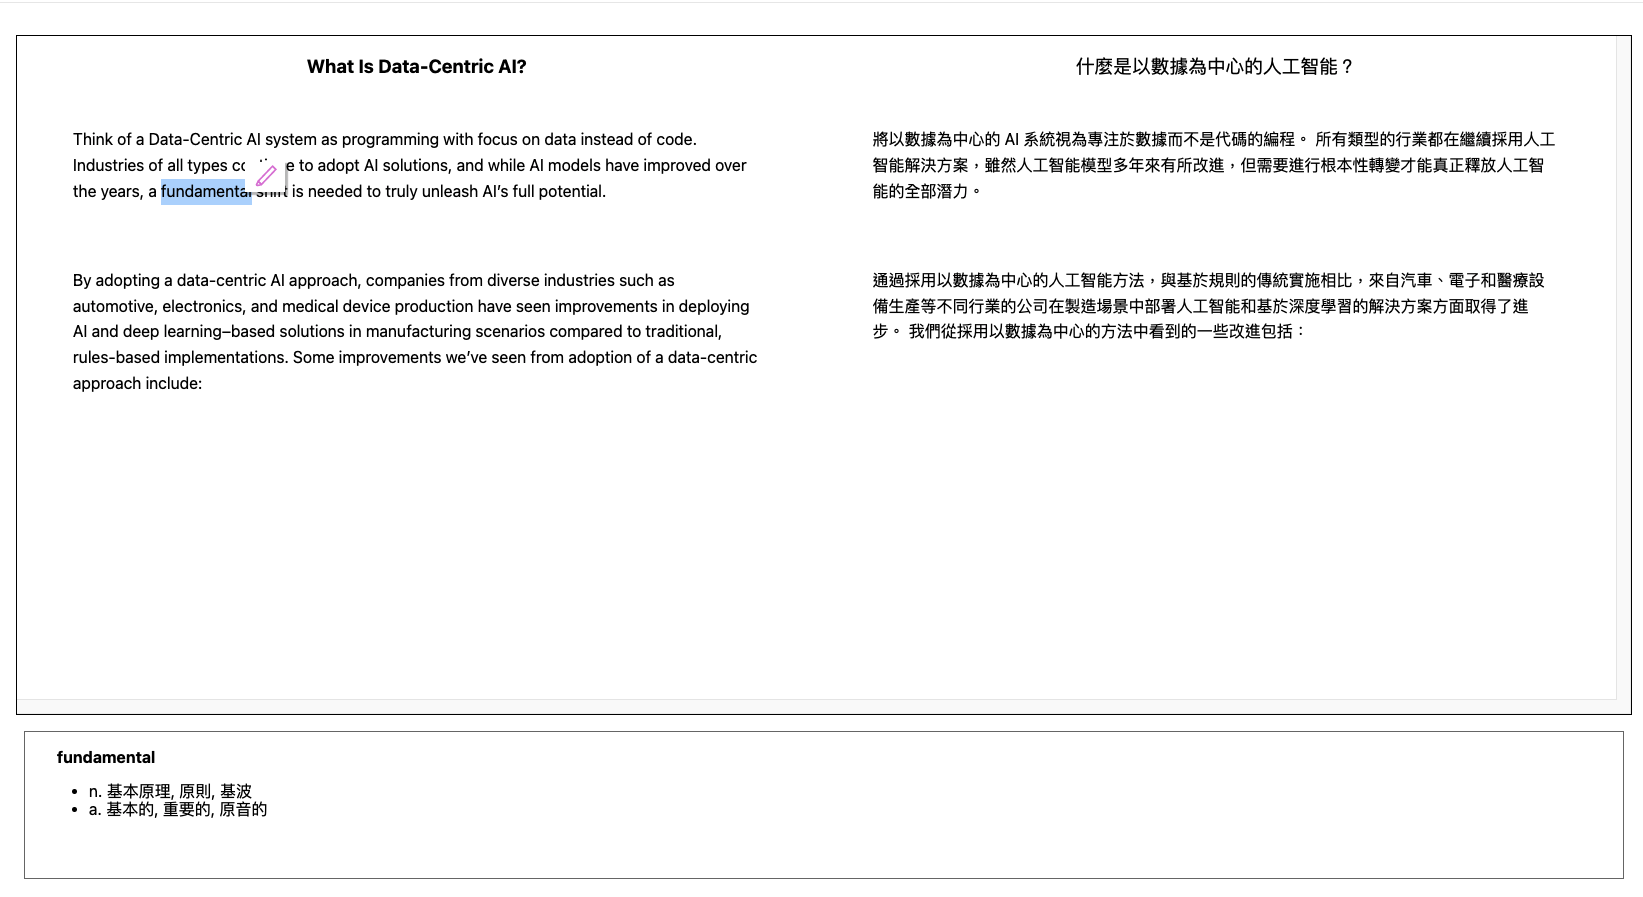 What Is Data-Centric AI?
Think of a Data-Centric AI system as programming with focus on data instead of code.
Industries of all types to adopt AI solutions, and while AI models have improved over
the years, a fundamental shift is needed to truly unleash AI’s full potential.
By adopting a data-centric AI approach, companies from diverse industries such as
automotive, electronics, and medical device production have seen improvements in deploying
AI and deep learning–based solutions in manufacturing scenarios compared to traditional,
rules-based implementations. Some improvements we’ve seen from adoption of a data-centric
approach include:
什麼是以數據為中心的人工智能？
將以數據為中心的 AI 系統視為專注於數據而不是代碼的編程。 所有類型的行業都在繼續採用人工
智能解決方案，雖然人工智能模型多年來有所改進，但需要進行根本性轉變才能真正釋放人工智
能的全部潛力。
通過採用以數據為中心的人工智能方法，與基於規則的傳統實施相比，來自汽車、電子和醫療設
備生產等不同行業的公司在製造場景中部署人工智能和基於深度學習的解決方案方面取得了進
步。 我們從採用以數據為中心的方法中看到的一些改進包括：
fundamental
n. 基本原理, 原則, 基波
a. 基本的, 重要的, 原音的